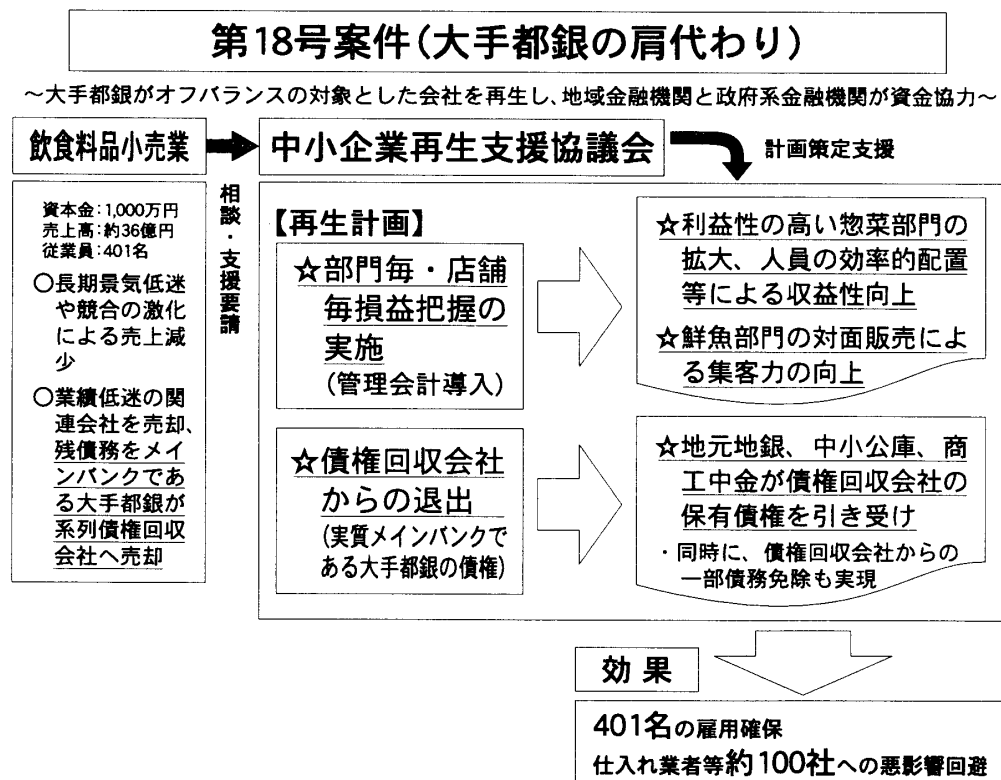 第18号案件(大手都銀の肩代わり)
～大手都銀がオフバランスの対象とした会社を再生し、地域金融機関と政府系金融機関が資金協力～
飲食料品小売業
中小企業再生支援協議会
計画策定支援
相談・支援要請
資本金：1,000万円
売上高：約36億円
従業員：401名
○長期景気低迷
や競合の激化
による売上減
少
○業績低迷の関
連会社を売却、
残債務をメイ
ンバンクであ
る大手都銀が
系列債権回収
会社へ売却
【再生計画】
☆部門毎・店舗
毎損益把握の
実施
(管理会計導入)
☆利益性の高い惣菜部門の
拡大、人員の効率的配置
等による収益性向上
☆鮮魚部門の対面販売によ
る集客力の向上
☆債権回収会社
からの退出
(実質メインバンクで
ある大手都銀の債権)
☆地元地銀、中小公庫、商
工中金が債権回収会社の
保有債権を引き受け
・同時に、債権回収会社からの
一部債務免除も実現
効果
401名の雇用確保
仕入れ業者等約100社への悪影響回避